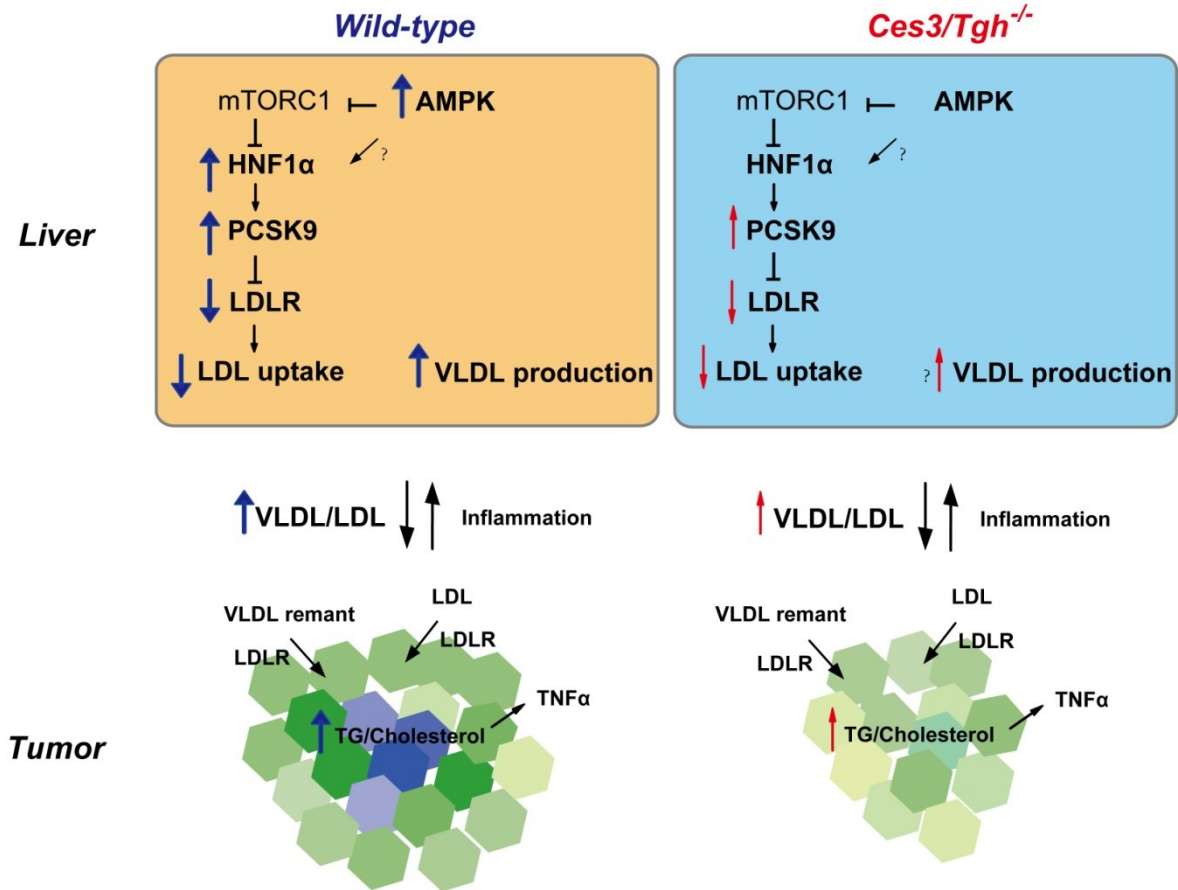 Wild-type
Ces3/Tgh-/-
Liver
mTORC1 AMPK
HNF1α ?
PCSK9
LDLR
LDL uptake VLDL production
mTORC1 AMPK
HNF1α ?
PCSK9
LDLR
LDL uptake ? VLDL production
VLDL/LDL Inflammation
VLDL/LDL Inflammation
Tumor
LDL
VLDL remant
LDLR
LDLR
TNFα
TG/Cholesterol
LDL
VLDL remant
LDLR
LDLR
TNFα
TG/Cholesterol